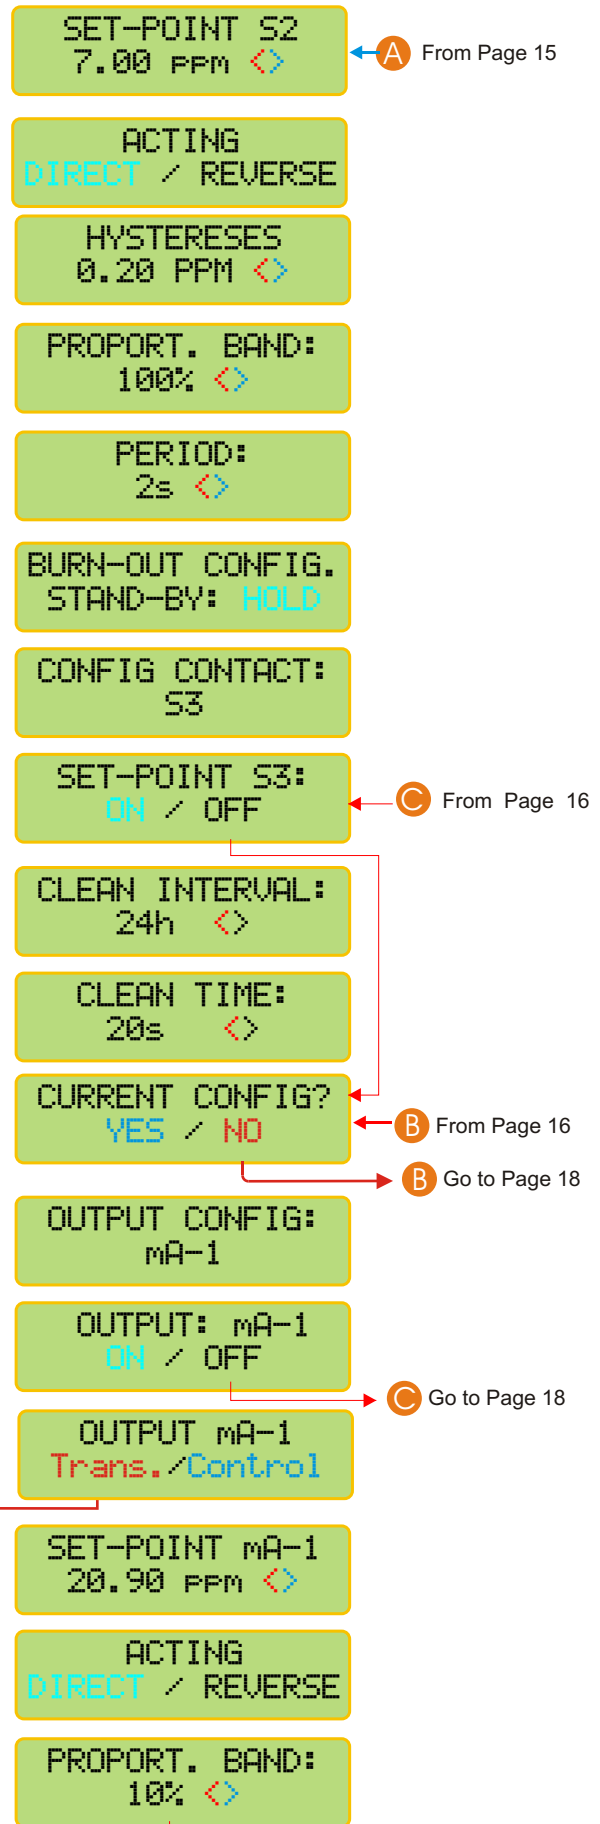 SET-POINT S2
7.00 PPM <>
A From Page 15
ACTING
DIRECT / REVERSE
HYSTERESES
0.20 PPM <>
PROPORT. BAND:
100% <>
PERIOD:
2s <>
BURN-OUT CONFIG.
STAND-BY: HOLD
CONFIG CONTACT:
S3
SET-POINT S3:
ON / OFF
C From Page 16
CLEAN INTERVAL:
24h <>
CLEAN TIME:
20s <>
CURRENT CONFIG?
YES / NO
B From Page 16
B Go to Page 18
OUTPUT CONFIG:
mA-1
OUTPUT: mA-1
ON / OFF
C Go to Page 18
OUTPUT mA-1
Trans./Control
SET-POINT mA-1
20.90 PPM <>
ACTING
DIRECT / REVERSE
PROPORT. BAND:
10% <>